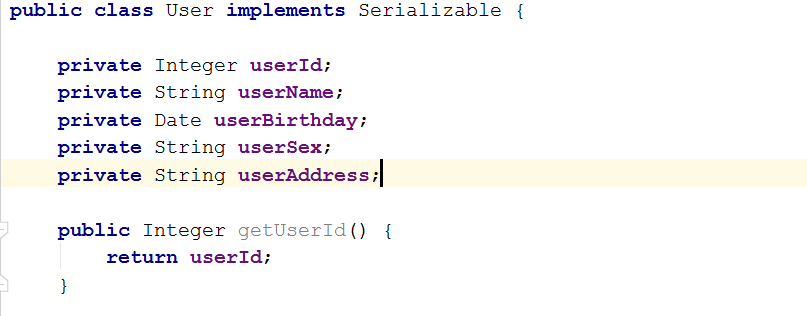 public class User implements Serializable {
private Integer userId;
private String userName;
private Date userBirthday;
private String userSex;
private String userAddress;
public Integer getUserId() {
return userId;
}